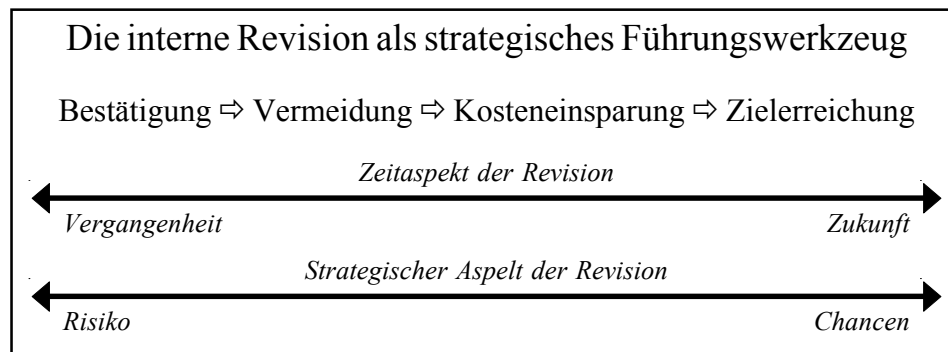 Die interne Revision als strategisches Führungswerkzeug
Bestätigung ⇨ Vermeidung ⇨ Kosteneinsparung ⇨ Zielerreichung
Zeitaspekt der Revision
Vergangenheit Zukunft
Strategischer Aspelt der Revision
Risiko Chancen